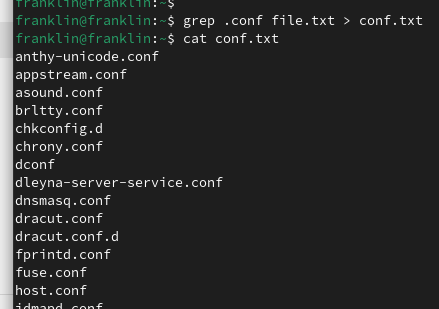 franklin@franklin:~$
franklin@franklin:~$ grep .conf file.txt > conf.txt
franklin@franklin:~$ cat conf.txt
anthy-unicode.conf
appstream.conf
asound.conf
brltty.conf
chkconfig.d
chrony.conf
dconf
dleyna-server-service.conf
dnsmasq.conf
dracut.conf
dracut.conf.d
fprintd.conf
fuse.conf
host.conf
idmapd.conf